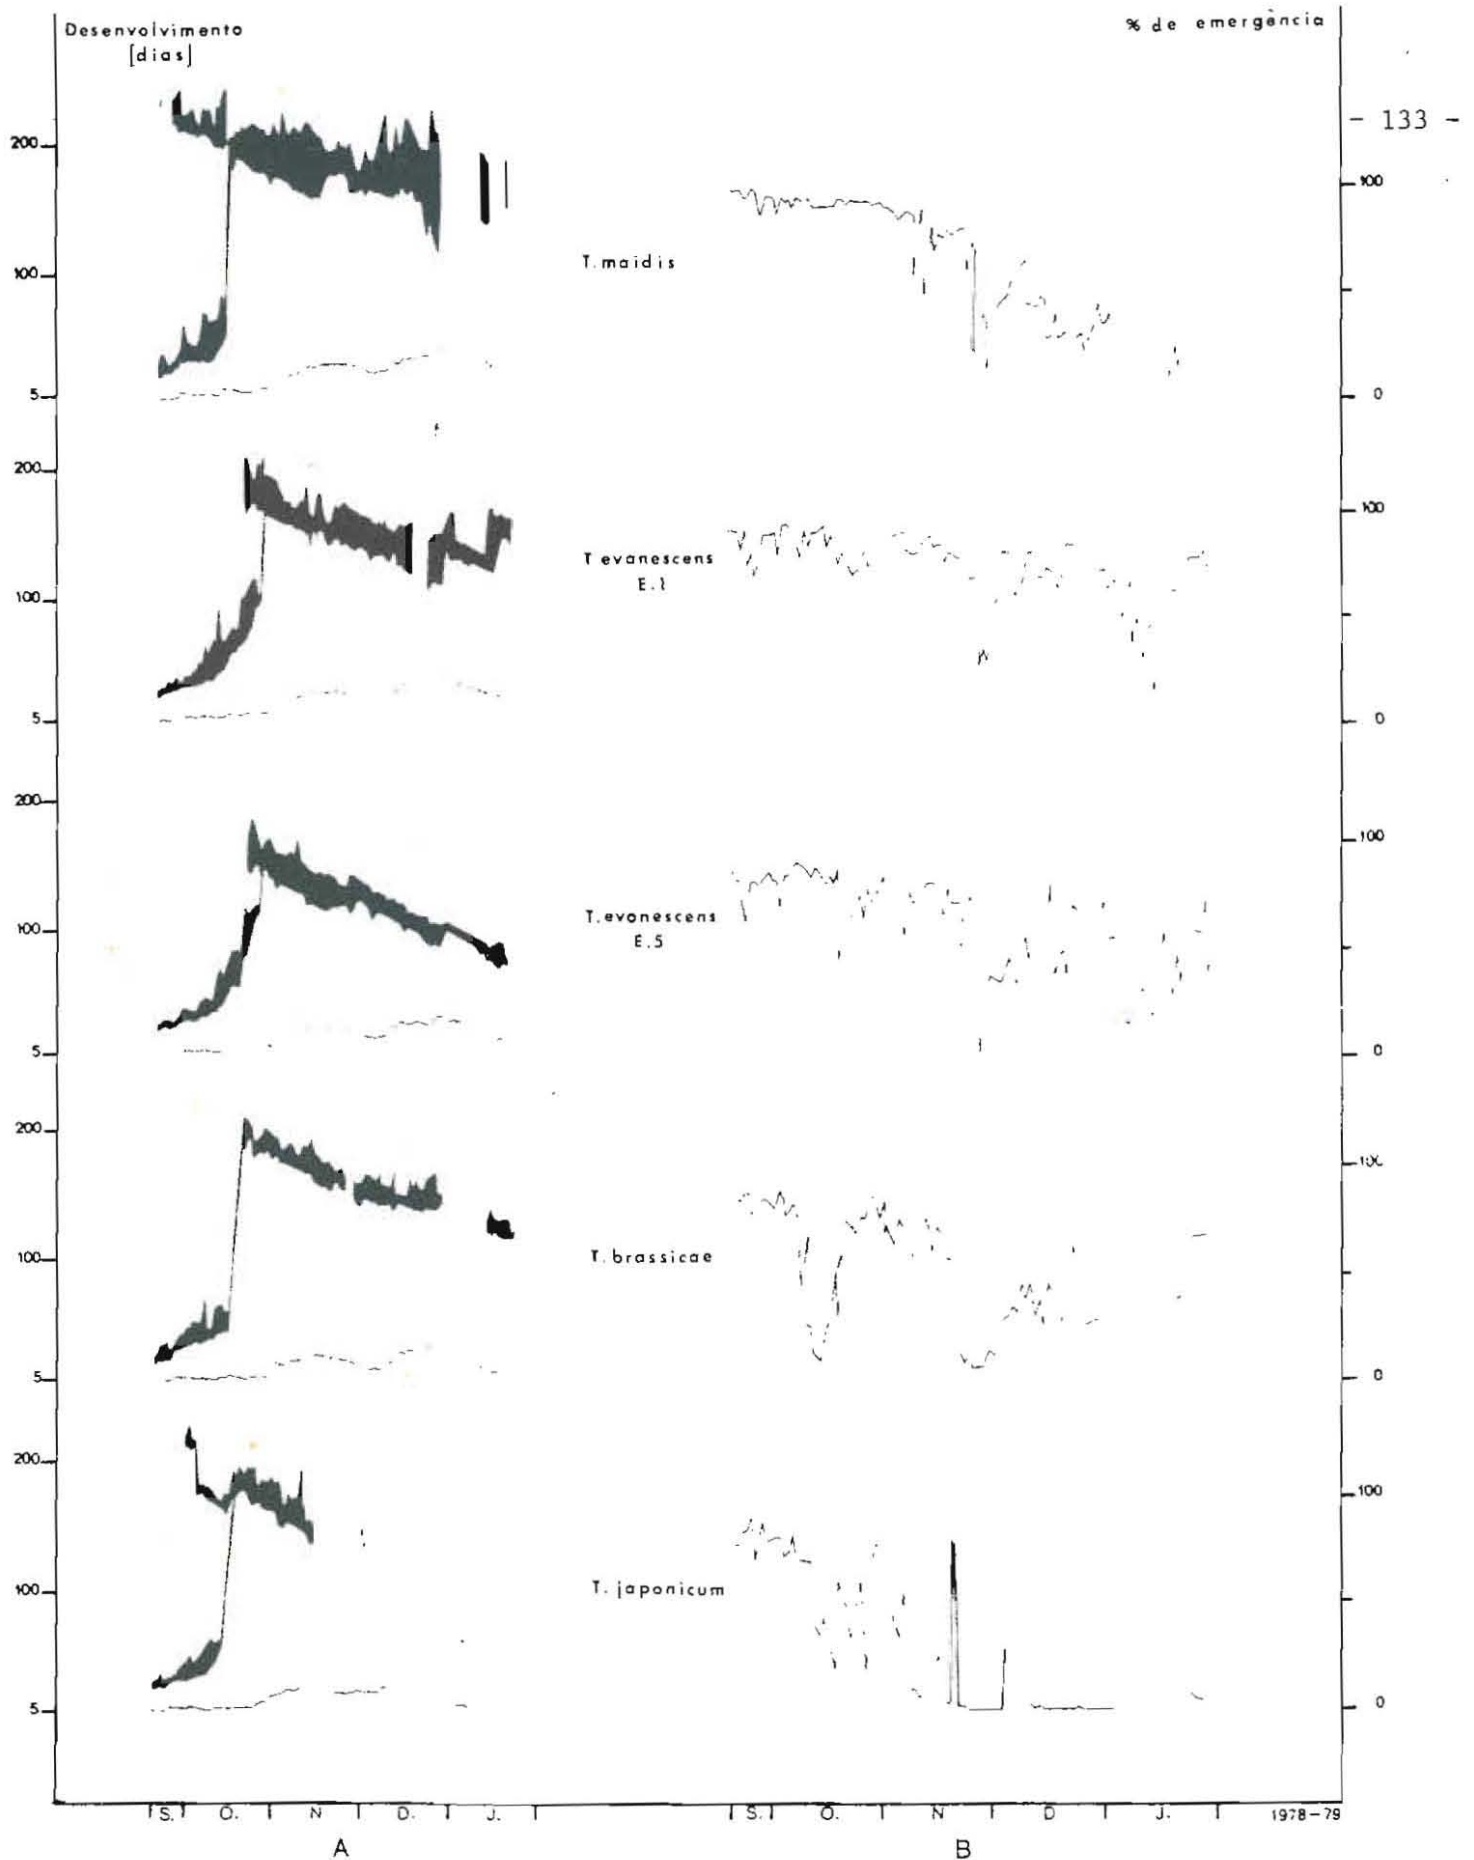 Desenvolvimento
[dias]
% de emergência
- 133 -
200
100
5
T. maidis
100
0
200
100
5
T evanescens
E.1
100
0
200
100
5
T. evanescens
E.5
100
0
200
100
5
T. brassicae
100
0
200
100
5
T. japonicum
100
0
S. O. N D. J.
S. O. N D J. 1978-79
A B